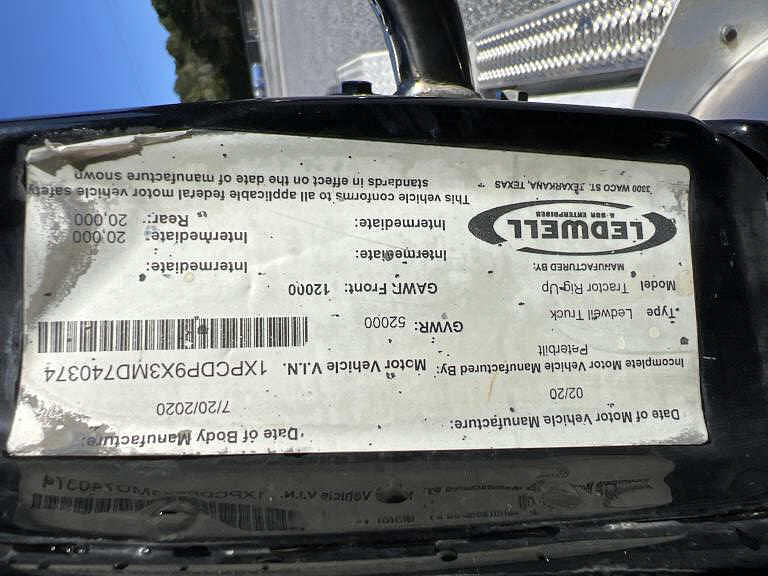 Date of Motor Vehicle Manufacture: Date of Body Manufacture:
02/20 7/20/2020
Incomplete Motor Vehicle Manufactured By: Motor Vehicle V.I.N. 1XPCDP9X3MD740374
Peterbilt
Type Ledwell Truck GVWR: 52000
Model Tractor Rig-Up GAWR: Front: 12000 Intermediate:
MANUFACTURED BY: Intermediate: Intermediate: 20,000
LEDWELL Intermediate: Rear: 20,000
& SON ENTERPRISES
3300 WACO ST. TEXARKANA, TEXAS
This vehicle conforms to all applicable federal motor vehicle safety
standards in effect on the date of manufacture shown